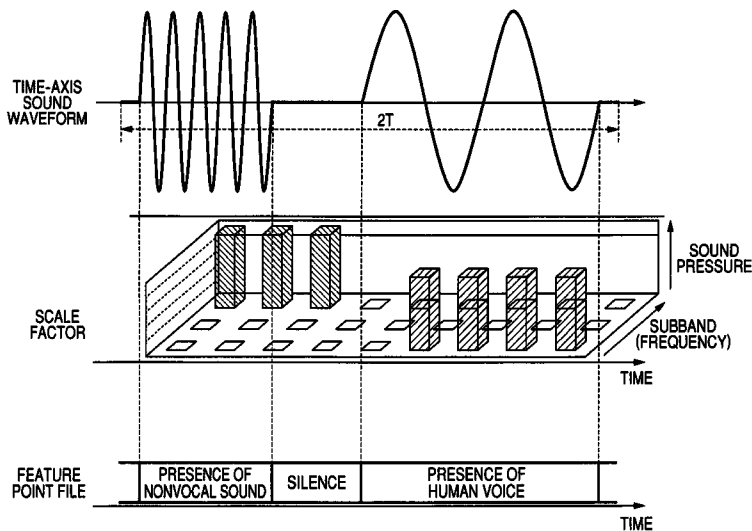 TIME-AXIS
SOUND
WAVEFORM
2T
SOUND
PRESSURE
SCALE
FACTOR
SUBBAND
(FREQUENCY)
TIME
FEATURE
POINT FILE
PRESENCE OF
NONVOCAL SOUND
SILENCE
PRESENCE OF
HUMAN VOICE
TIME